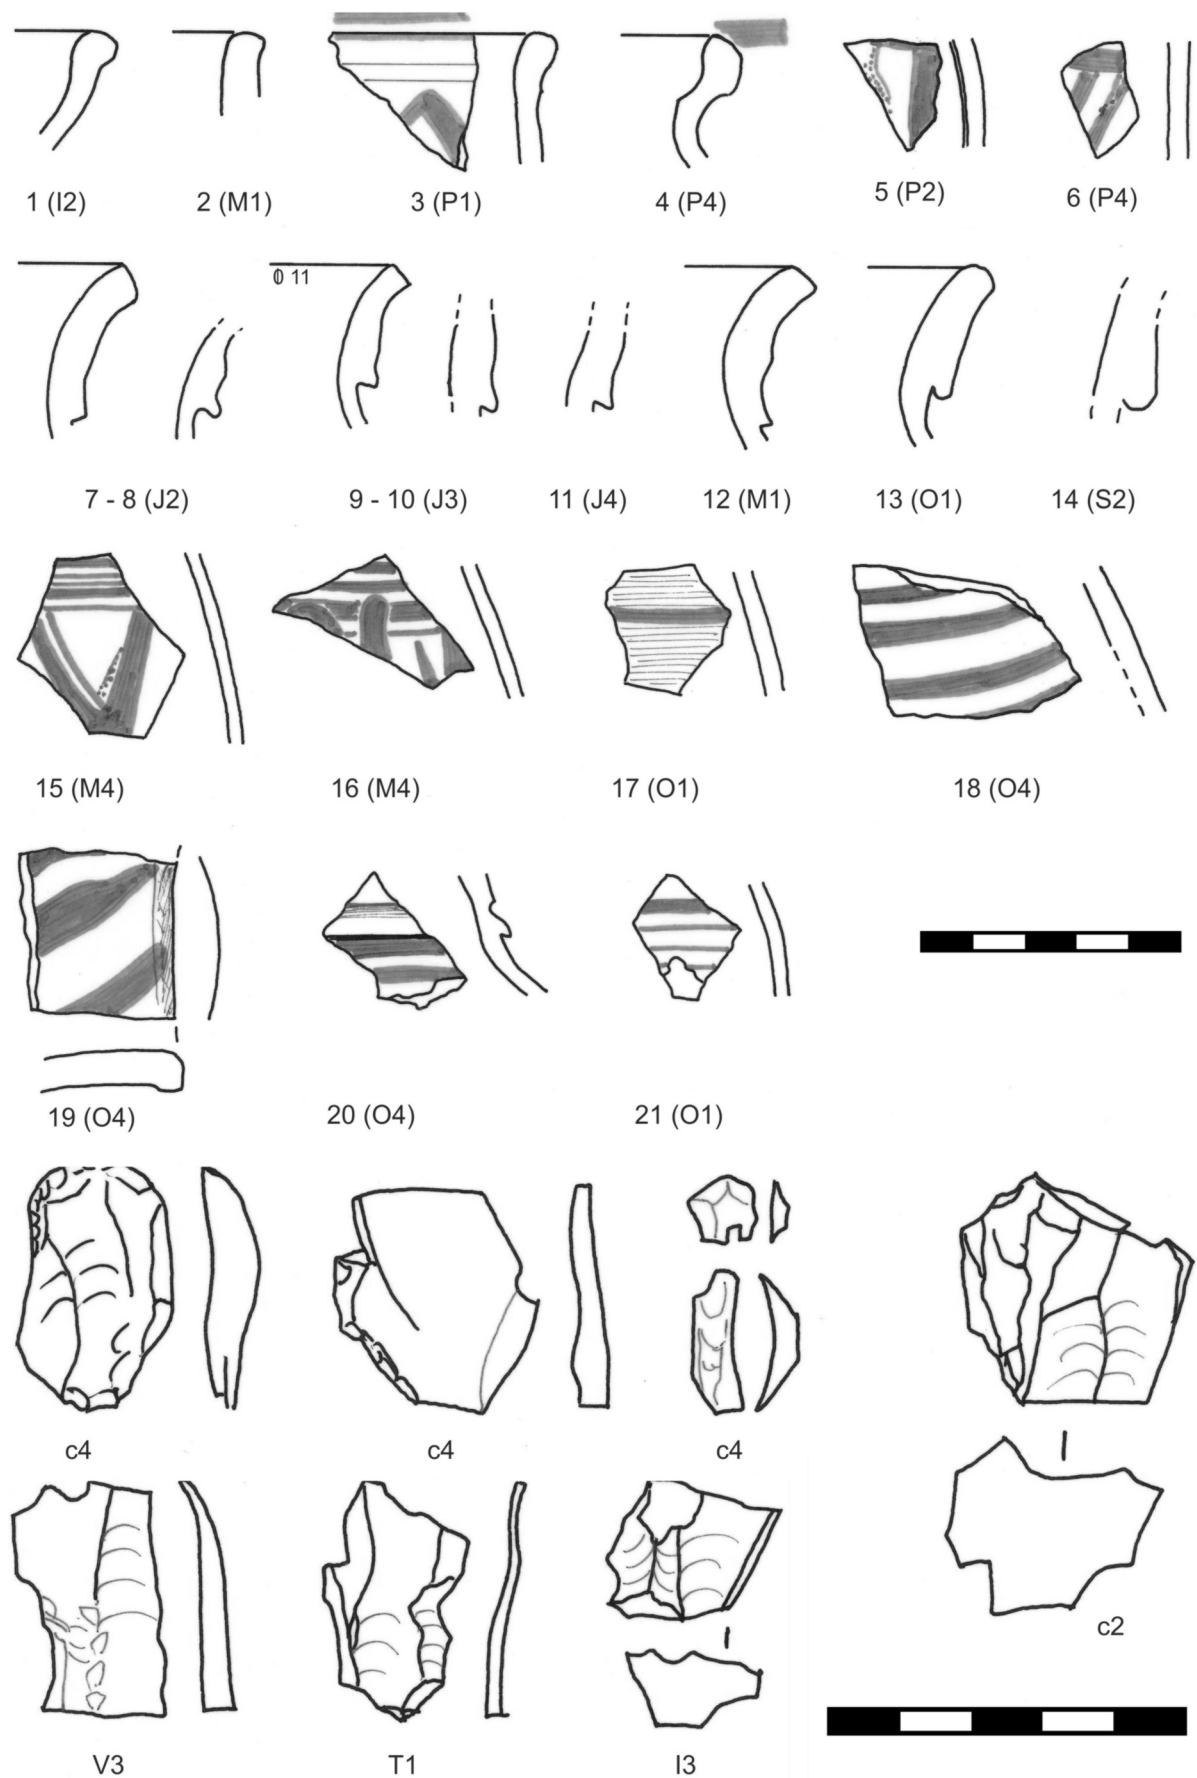 1 (I2) 2 (M1) 3 (P1) 4 (P4) 5 (P2) 6 (P4)
11
7 - 8 (J2) 9 - 10 (J3) 11 (J4) 12 (M1) 13 (O1) 14 (S2)
15 (M4) 16 (M4) 17 (O1) 18 (O4)
19 (O4) 20 (O4) 21 (O1)
c4 c4 c4
c2
V3 T1 I3